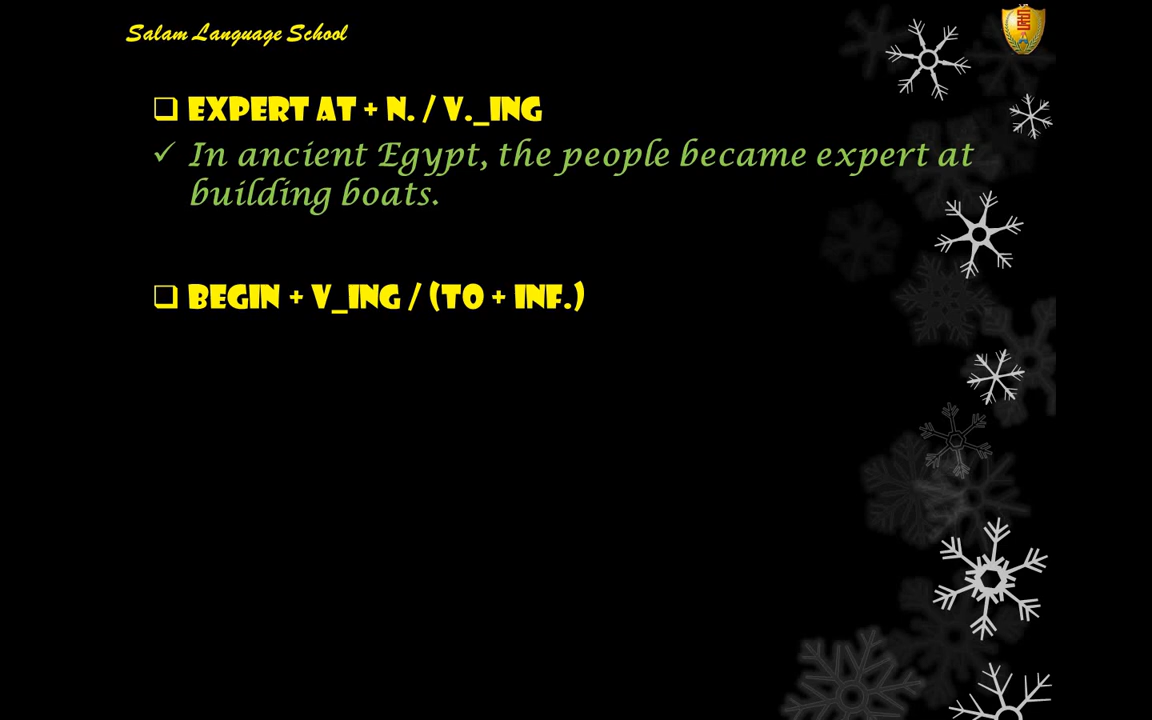 Salam Language School
EXPERT AT + N. / V._ING
In ancient Egypt, the people became expert at
building boats.
BEGIN + V_ING / (TO + INF.)